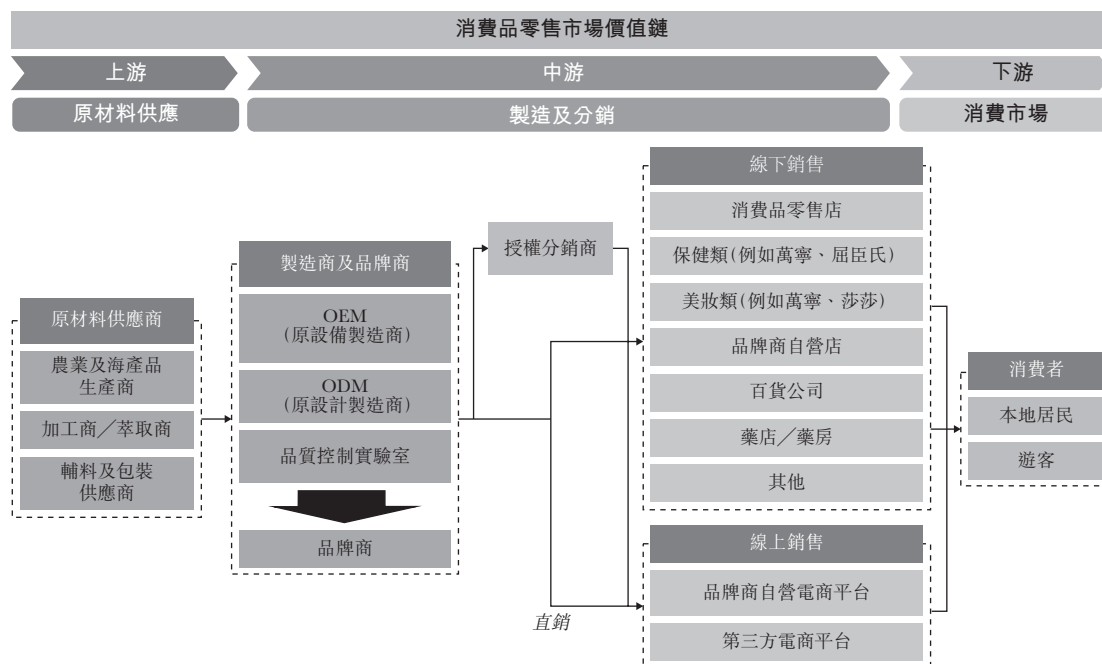 消費品零售市場價值鏈
上游
中游
下游
原材料供應
製造及分銷
消費市場
原材料供應商
農業及海產品
生產商
加工商／萃取商
輔料及包裝
供應商
製造商及品牌商
OEM
(原設備製造商)
ODM
(原設計製造商)
品質控制實驗室
品牌商
授權分銷商
直銷
線下銷售
消費品零售店
保健類(例如萬寧、屈臣氏)
美妝類(例如萬寧、莎莎)
品牌商自營店
百貨公司
藥店／藥房
其他
線上銷售
品牌商自營電商平台
第三方電商平台
消費者
本地居民
遊客